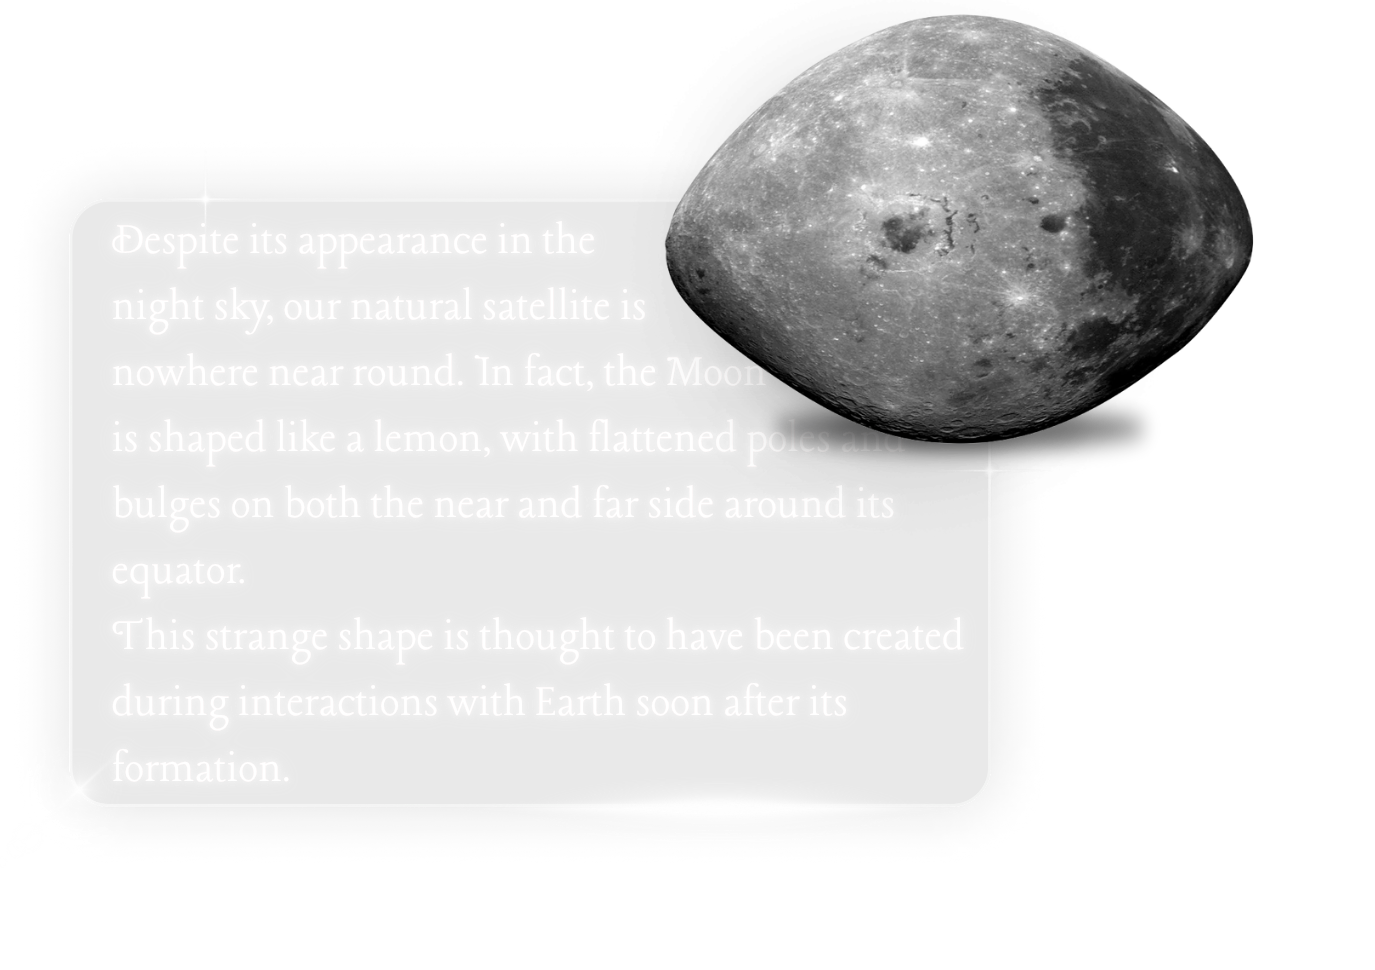 Despite its appearance in the
night sky, our natural satellite is
nowhere near round. In fact, the Moon
is shaped like a lemon, with flattened poles and
bulges on both the near and far side around its
equator.
This strange shape is thought to have been created
during interactions with Earth soon after its
formation.